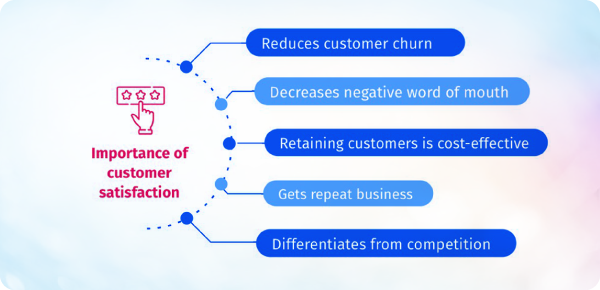 Importance of
customer
satisfaction
Reduces customer churn
Decreases negative word of mouth
Retaining customers is cost-effective
Gets repeat business
Differentiates from competition